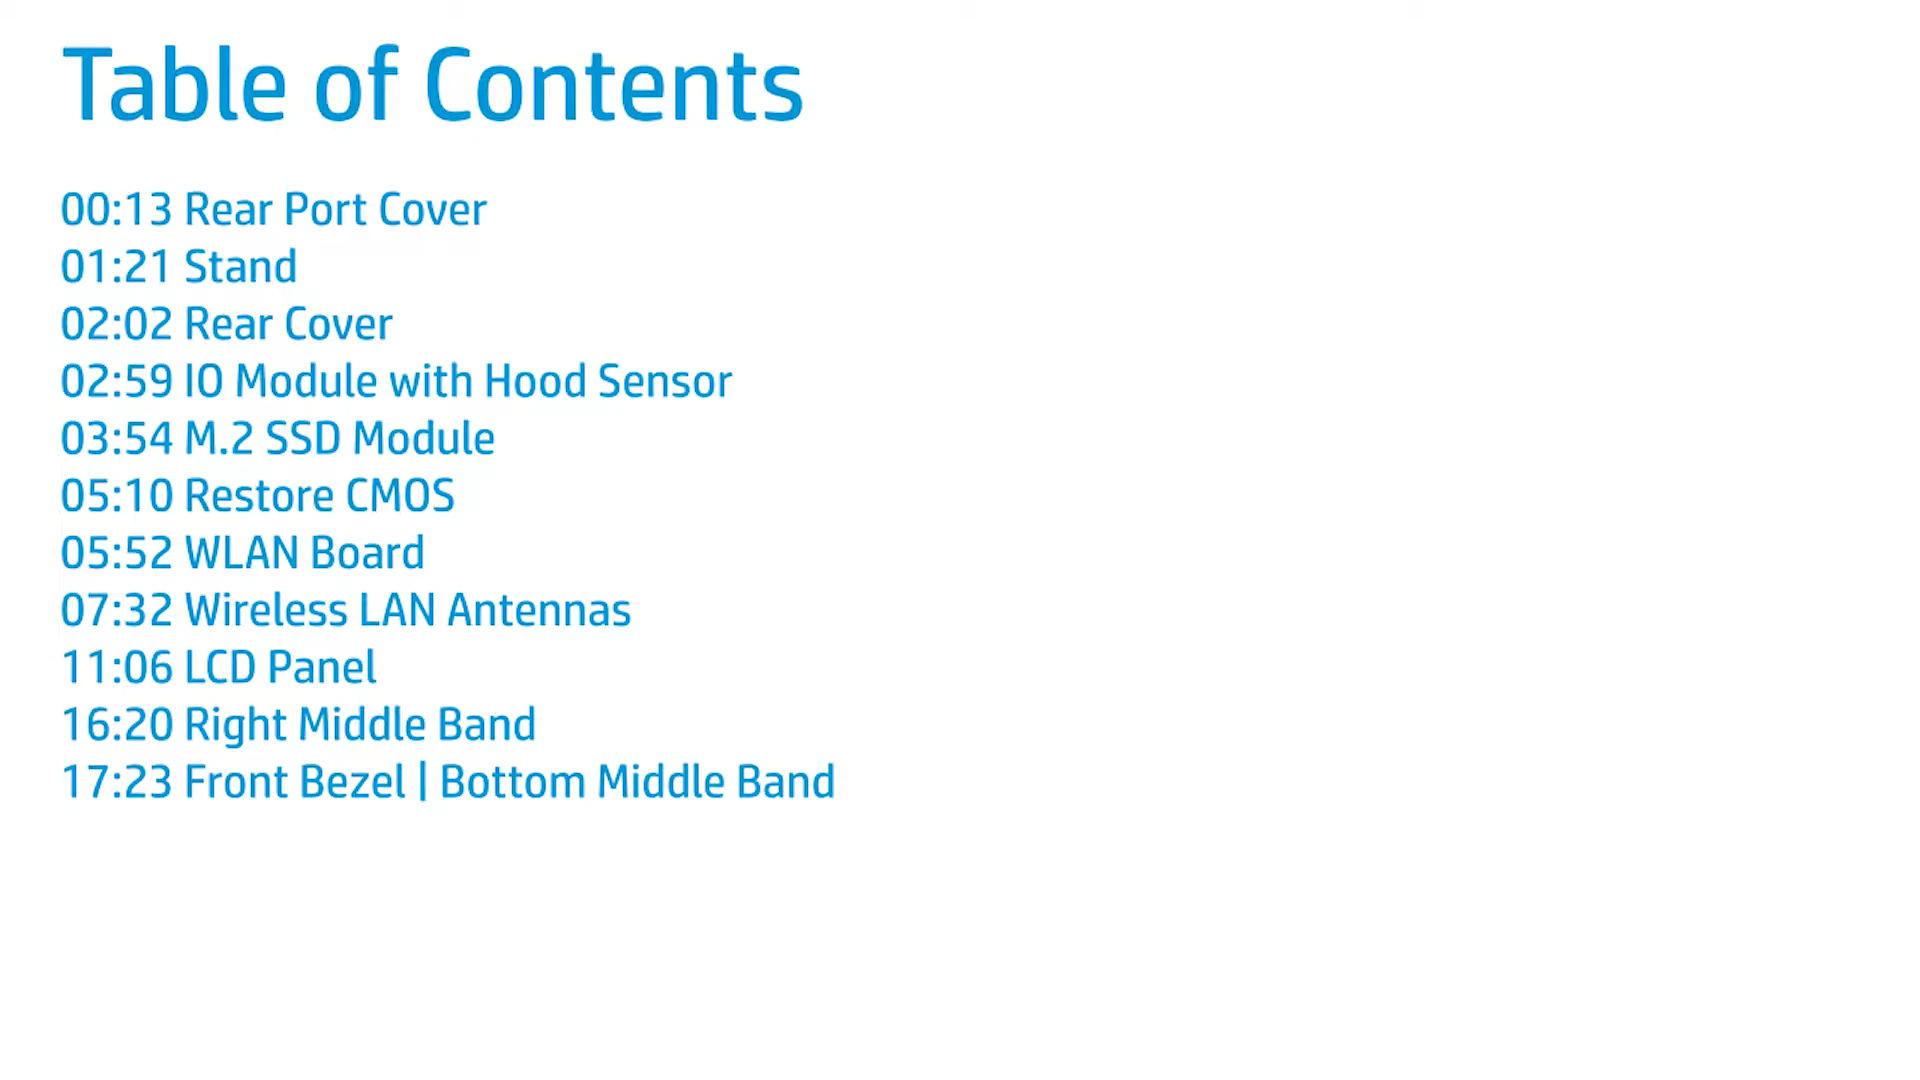 Table of Contents
00:13 Rear Port Cover
01:21 Stand
02:02 Rear Cover
02:59 IO Module with Hood Sensor
03:54 M.2 SSD Module
05:10 Restore CMOS
05:52 WLAN Board
07:32 Wireless LAN Antennas
11:06 LCD Panel
16:20 Right Middle Band
17:23 Front Bezel | Bottom Middle Band